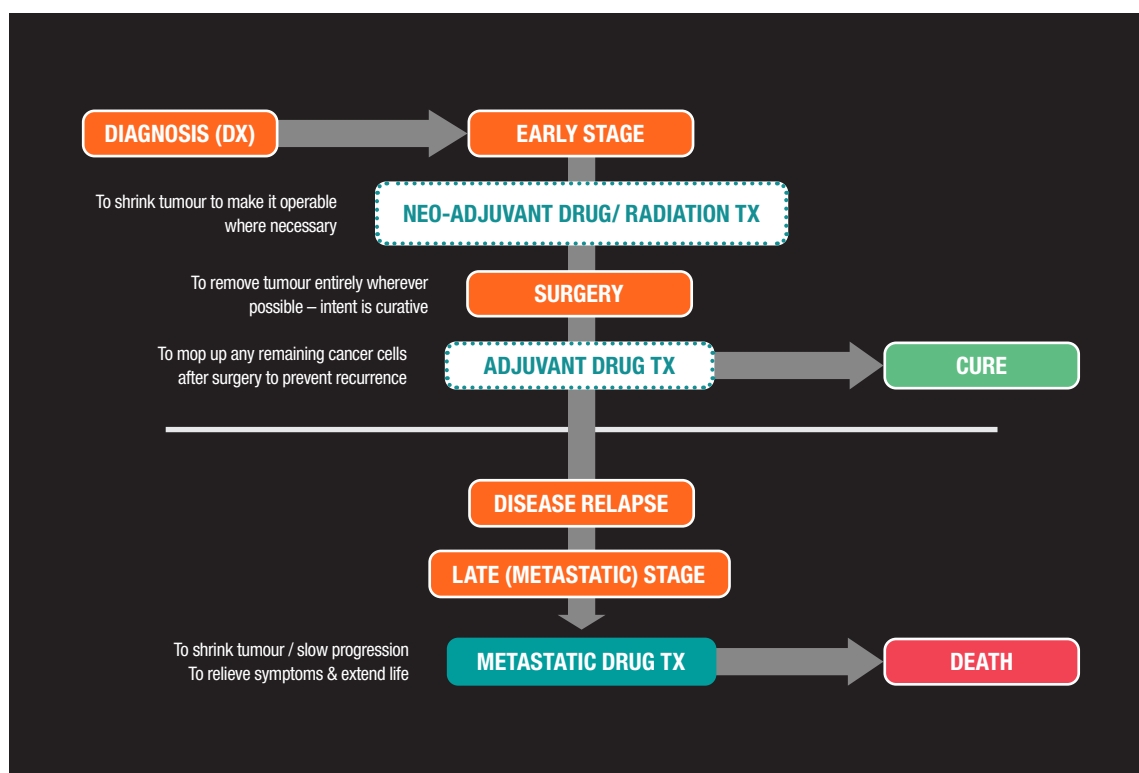 DIAGNOSIS (DX)
EARLY STAGE
To shrink tumour to make it operable
where necessary
NEO-ADJUVANT DRUG/ RADIATION TX
To remove tumour entirely wherever
possible – intent is curative
SURGERY
To mop up any remaining cancer cells
after surgery to prevent recurrence
ADJUVANT DRUG TX
CURE
DISEASE RELAPSE
LATE (METASTATIC) STAGE
To shrink tumour / slow progression
To relieve symptoms & extend life
METASTATIC DRUG TX
DEATH